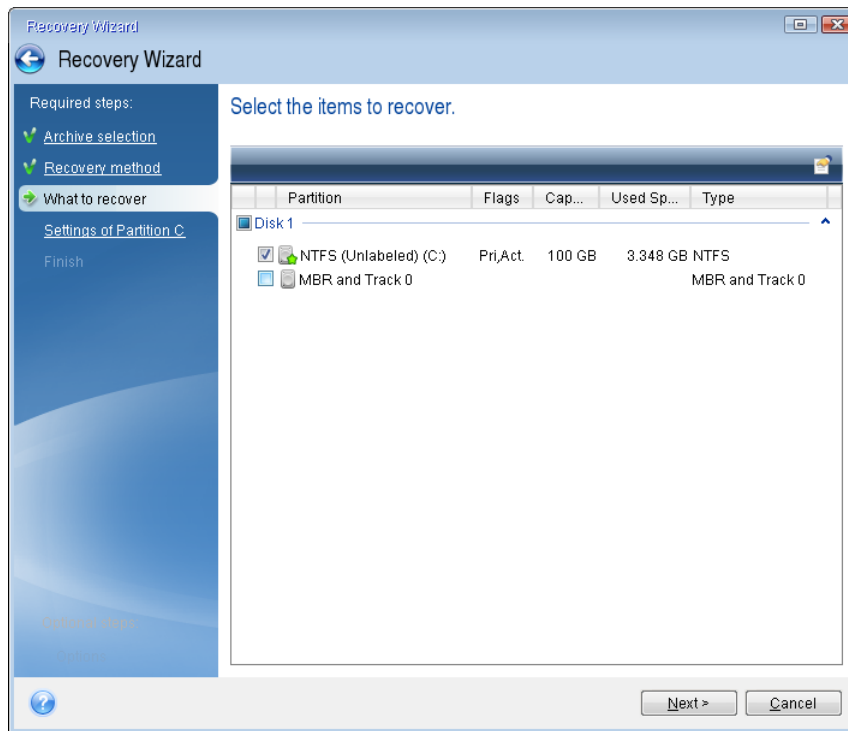 Recovery Wizard
Recovery Wizard
Required steps:
Archive selection
Recovery method
What to recover
Settings of Partition C
Finish
Select the items to recover.
Partition Flags Cap... Used Sp... Type
Disk 1
NTFS (Unlabeled) (C:) Pri,Act. 100 GB 3.348 GB NTFS
MBR and Track 0 MBR and Track 0
Next >
Cancel